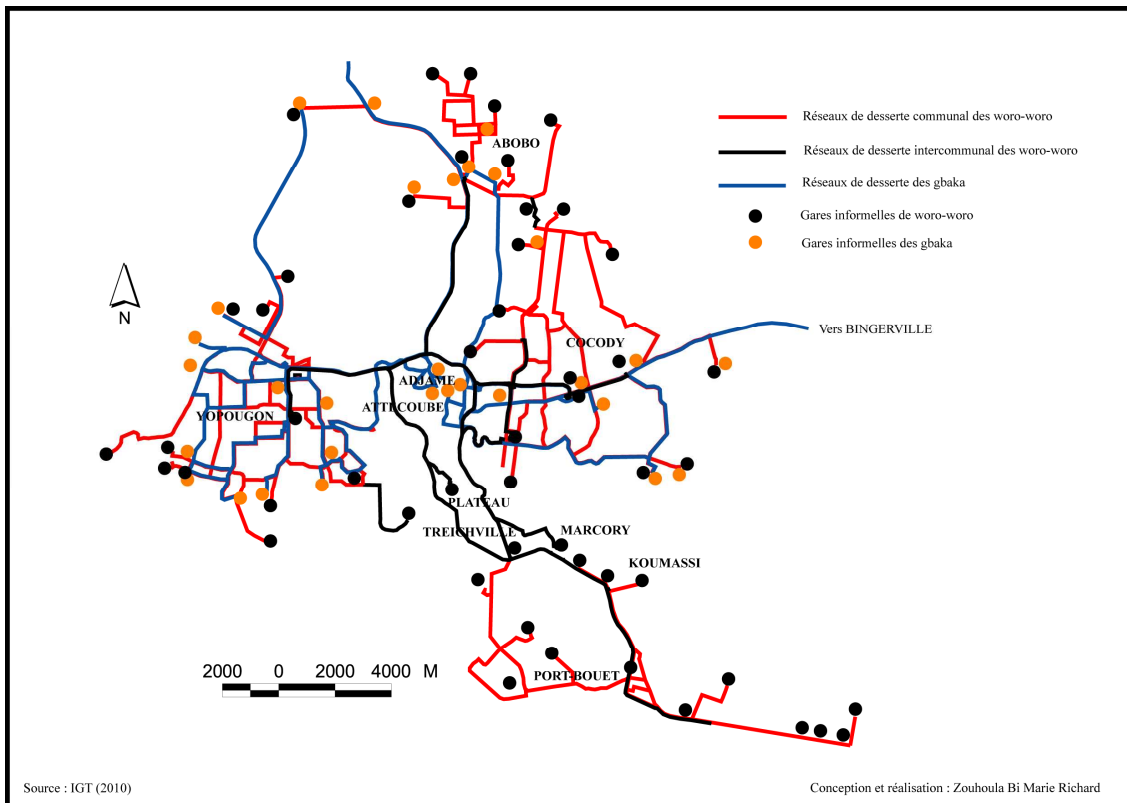 Réseaux de desserte communal des woro-woro
Réseaux de desserte intercommunal des woro-woro
Réseaux de desserte des gbaka
Gares informelles de woro-woro
Gares informelles des gbaka
ABOBO
N
Vers BINGERVILLE
COCODY
ADJAME
ATTECOUBE
YOPOUGON
PLATEAU
TREICHVILLE
MARCORY
KOUMASSI
PORT-BOUET
2000 0 2000 4000 M
Source : IGT (2010)
Conception et réalisation : Zouhoula Bi Marie Richard